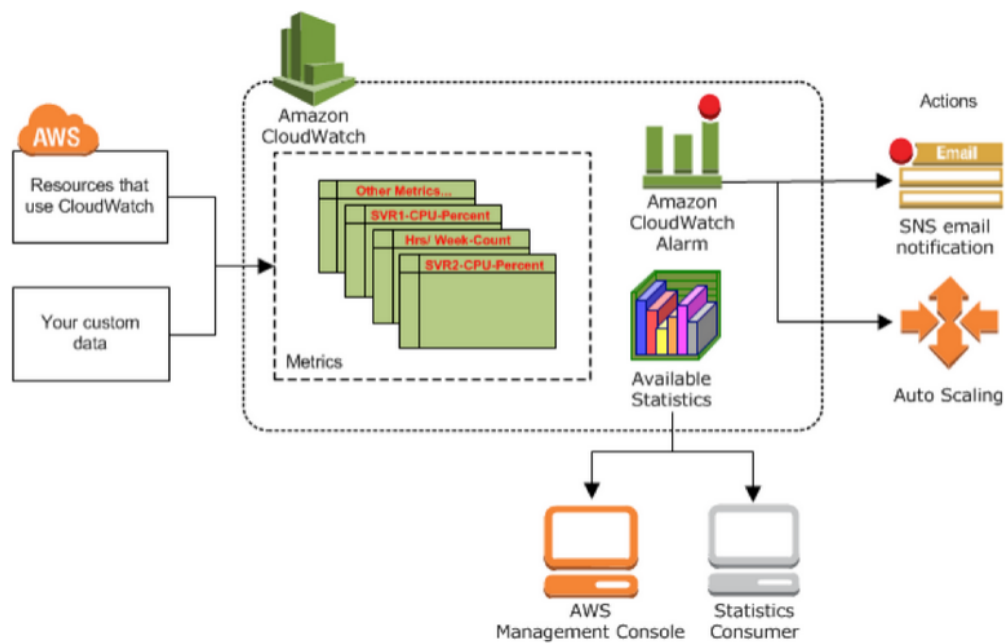 Amazon
CloudWatch
AWS
Resources that
use CloudWatch
Your custom
data
Other Metrics...
SVR1-CPU-Percent
Hrs/ Week-Count
SVR2-CPU-Percent
Metrics
Amazon
CloudWatch
Alarm
Available
Statistics
Actions
Email
SNS email
notification
Auto Scaling
AWS
Management Console
Statistics
Consumer